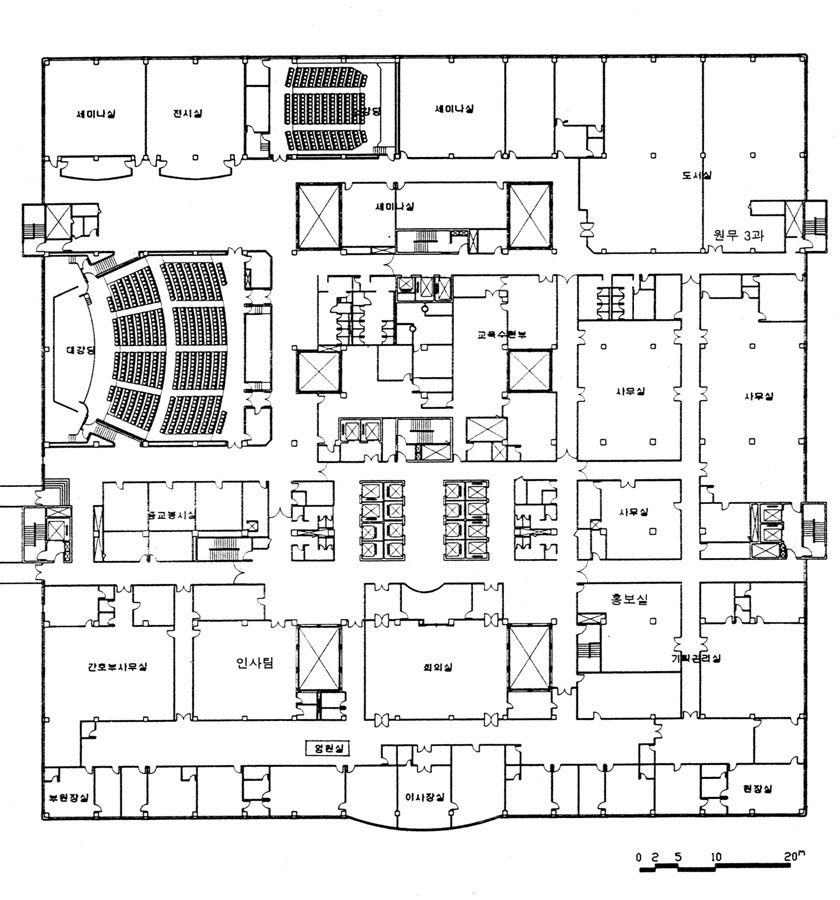 세미나실
전시실
소강당
세미나실
도서실
세미나실
원무 3과
대강당
교육수련부
사무실
사무실
종교봉사실
사무실
홍보실
간호부사무실
인사팀
회의실
기획관리실
임원실
부원장실
이사장실
원장실
0 2 5 10 20m